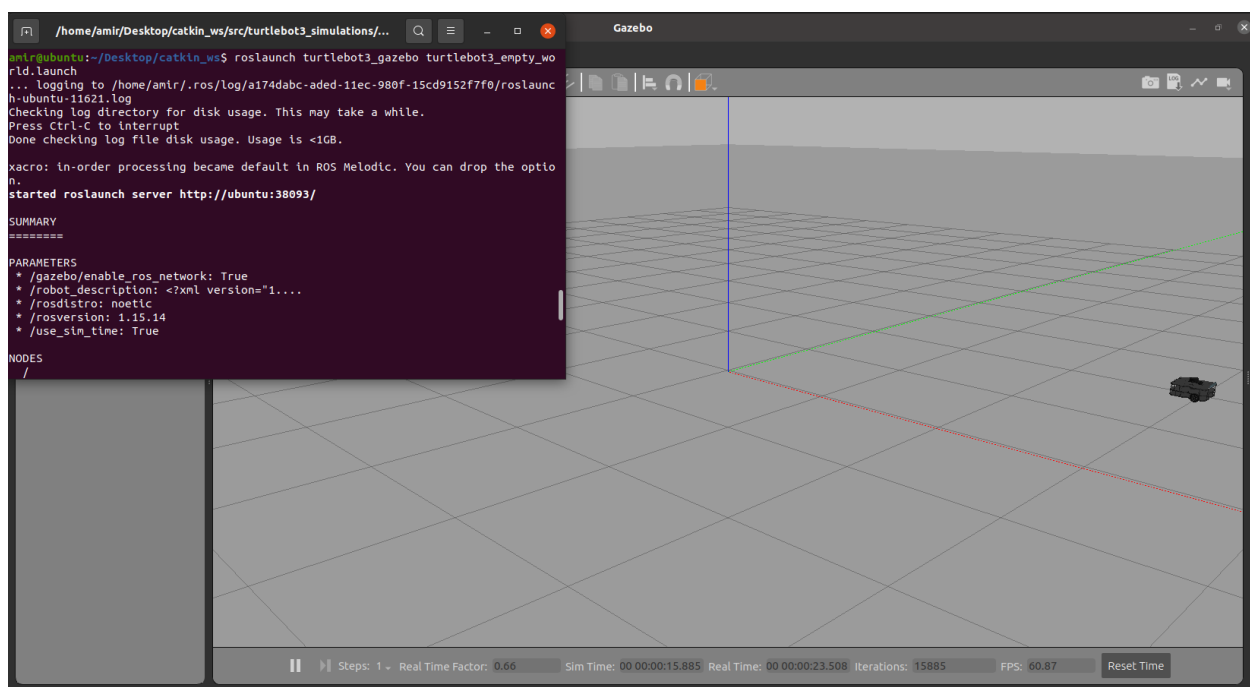 /home/amir/Desktop/catkin_ws/src/turtlebot3_simulations/...
Gazebo
amir@ubuntu:~/Desktop/catkin_ws$ roslaunch turtlebot3_gazebo turtlebot3_empty_wo
rld.launch
... logging to /home/amir/.ros/log/a174dabc-aded-11ec-980f-15cd9152f7f0/roslaunc
h-ubuntu-11621.log
Checking log directory for disk usage. This may take a while.
Press Ctrl-C to interrupt
Done checking log file disk usage. Usage is <1GB.
xacro: in-order processing became default in ROS Melodic. You can drop the optio
n.
started roslaunch server http://ubuntu:38093/
SUMMARY
========
PARAMETERS
* /gazebo/enable_ros_network: True
* /robot_description: <?xml version="1....
* /rosdistro: noetic
* /rosversion: 1.15.14
* /use_sim_time: True
NODES
/
LOG
Steps: 1 Real Time Factor: 0.66 Sim Time: 00 00:00:15.885 Real Time: 00 00:00:23.508 Iterations: 15885 FPS: 60.87 Reset Time